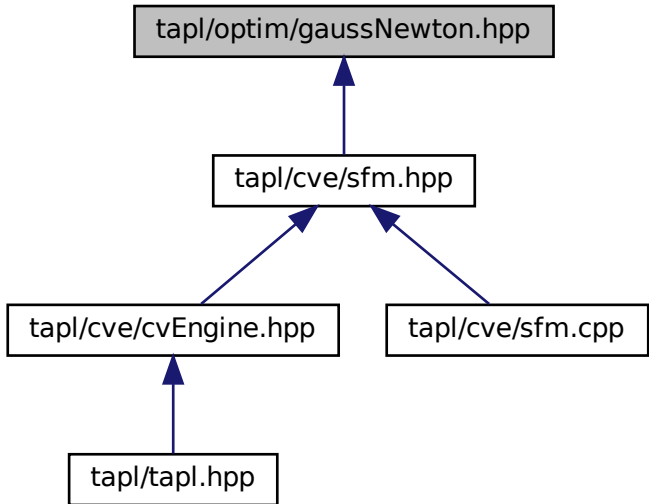 tapl/optim/gaussNewton.hpp
tapl/cve/sfm.hpp
tapl/cve/cvEngine.hpp
tapl/cve/sfm.cpp
tapl/tapl.hpp